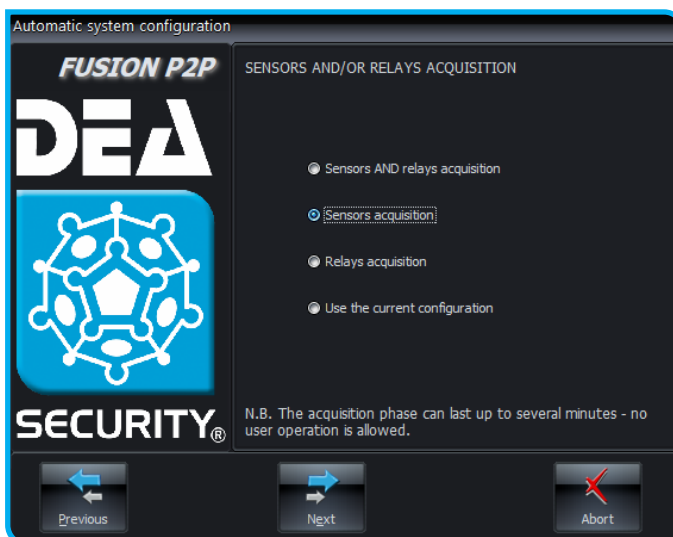 Automatic system configuration
FUSION P2P
DEA
SECURITY®
SENSORS AND/OR RELAYS ACQUISITION
Sensors AND relays acquisition
Sensors acquisition
Relays acquisition
Use the current configuration
N.B. The acquisition phase can last up to several minutes - no
user operation is allowed.
Previous
Next
Abort